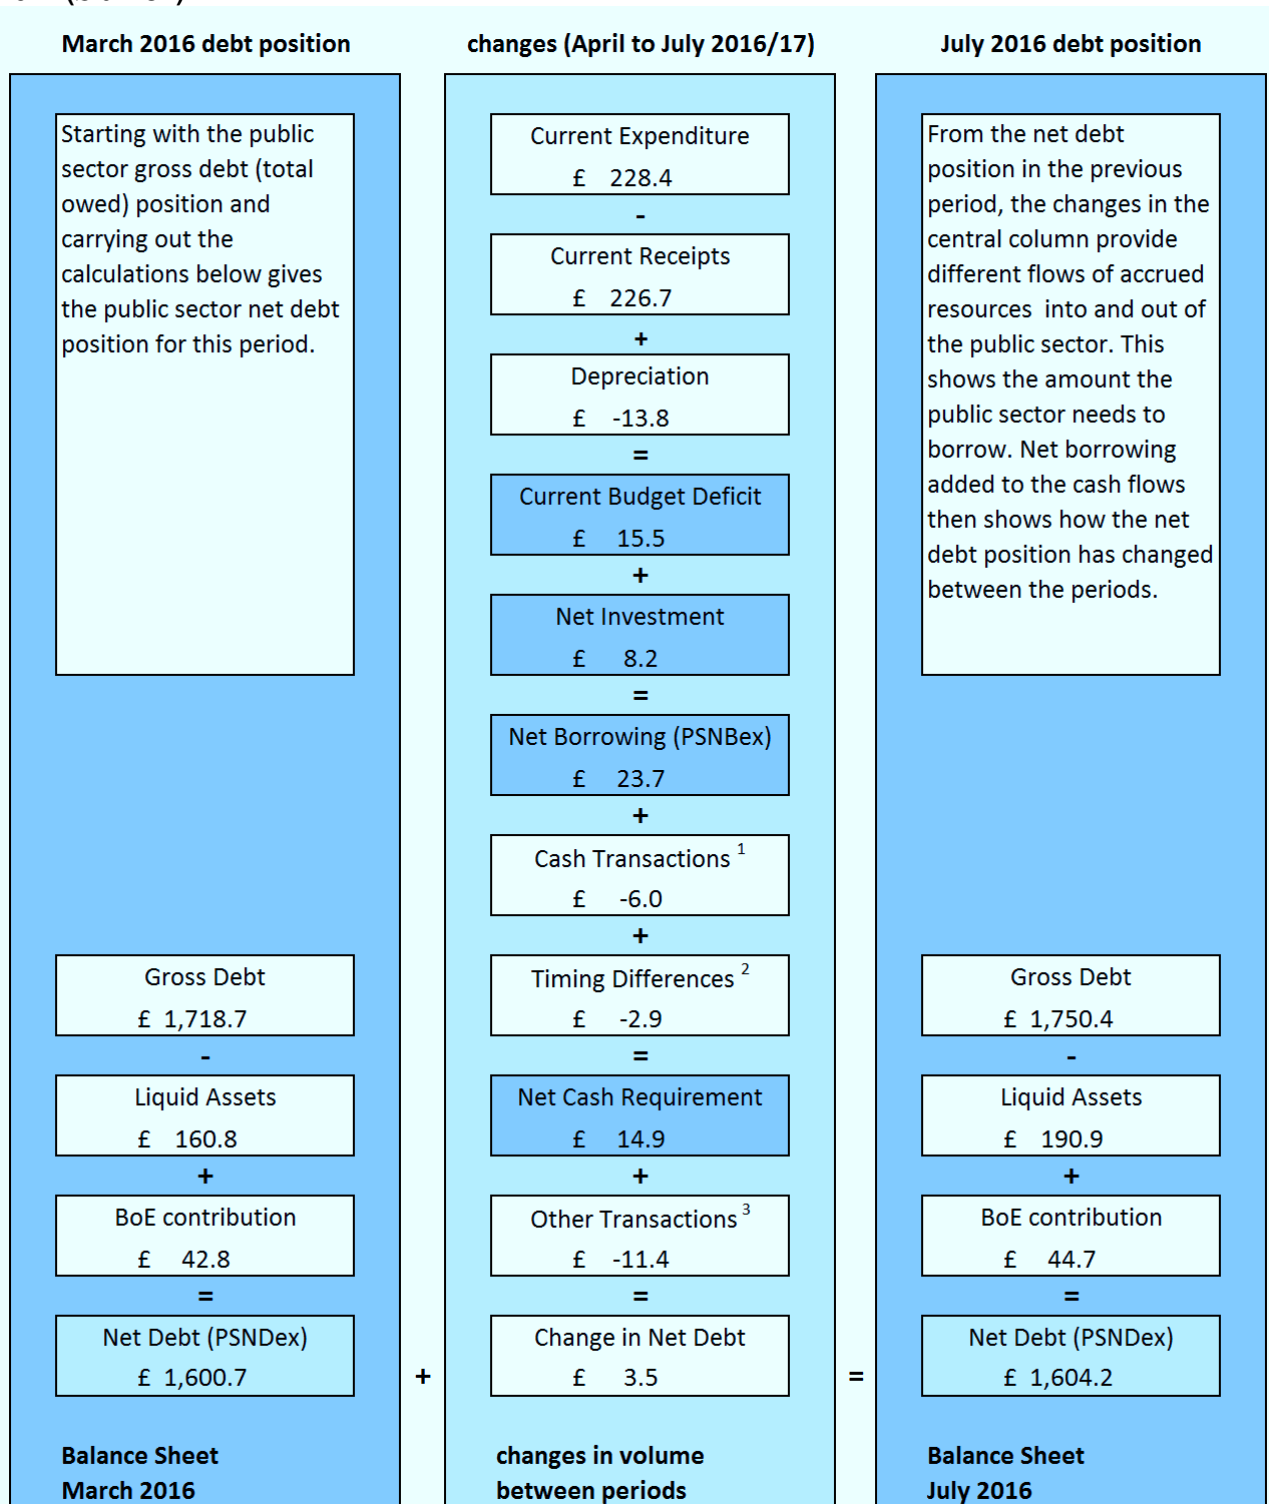 March 2016 debt position
Starting with the public
sector gross debt (total
owed) position and
carrying out the
calculations below gives
the public sector net debt
position for this period.
Gross Debt
£ 1,718.7
-
Liquid Assets
£ 160.8
+
BoE contribution
£ 42.8
=
Net Debt (PSNDex)
£ 1,600.7
Balance Sheet
March 2016
+
changes (April to July 2016/17)
Current Expenditure
£ 228.4
-
Current Receipts
£ 226.7
+
Depreciation
£ -13.8
=
Current Budget Deficit
£ 15.5
+
Net Investment
£ 8.2
=
Net Borrowing (PSNBex)
£ 23.7
+
Cash Transactions 1
£ -6.0
+
Timing Differences 2
£ -2.9
=
Net Cash Requirement
£ 14.9
+
Other Transactions 3
£ -11.4
=
Change in Net Debt
£ 3.5
changes in volume
between periods
=
July 2016 debt position
From the net debt
position in the previous
period, the changes in the
central column provide
different flows of accrued
resources into and out of
the public sector. This
shows the amount the
public sector needs to
borrow. Net borrowing
added to the cash flows
then shows how the net
debt position has changed
between the periods.
Gross Debt
£ 1,750.4
-
Liquid Assets
£ 190.9
+
BoE contribution
£ 44.7
=
Net Debt (PSNDex)
£ 1,604.2
Balance Sheet
July 2016